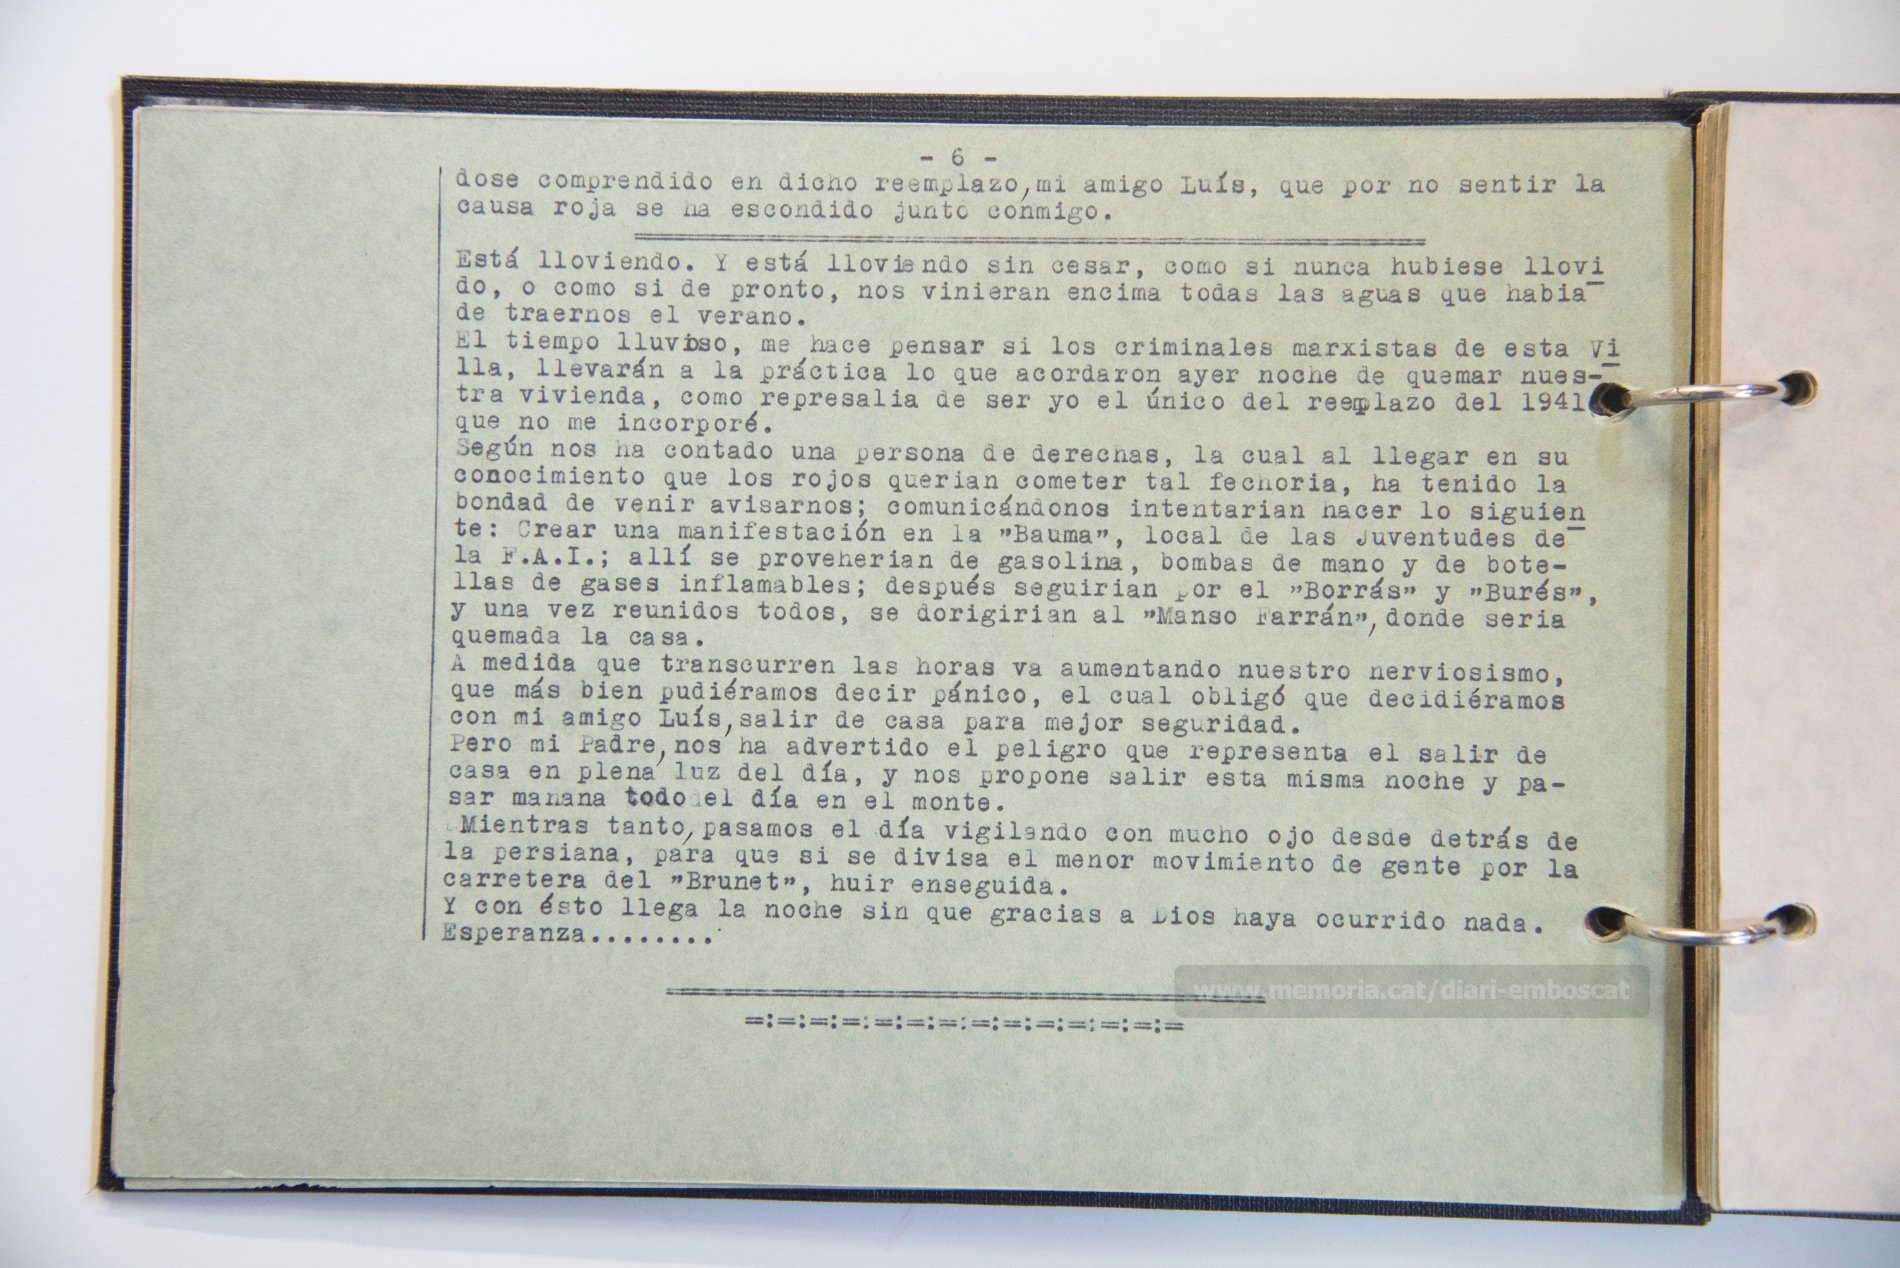 - 6 -
dose comprendido en dicho reemplazo, mi amigo Luís, que por no sentir la
causa roja se ha escondido junto conmigo.
Está lloviendo. Y está lloviendo sin cesar, como si nunca hubiese llovi
do, o como si de pronto, nos vinieran encima todas las aguas que habia
de traernos el verano.
El tiempo lluvioso, me hace pensar si los criminales marxistas de esta Vi
lla, llevarán a la práctica lo que acordaron ayer noche de quemar nues-
tra vivienda, como represalia de ser yo el único del reemplazo del 1941
que no me incorporé.
Según nos ha contado una persona de derechas, la cual al llegar en su
conocimiento que los rojos querian cometer tal fechoria, ha tenido la
bondad de venir avisarnos; comunicándonos intentarian hacer lo siguien
te: Crear una manifestación en la "Bauma", local de las Juventudes de
la F.A.I.; allí se proveherian de gasolina, bombas de mano y de bote-
llas de gases inflamables; después seguirian por el "Borrás" y "Burés",
y una vez reunidos todos, se dorigirian al "Manso Farrán", donde seria
quemada la casa.
A medida que transcurren las horas va aumentando nuestro nerviosismo,
que más bien pudiéramos decir pánico, el cual obligó que decidiéramos
con mi amigo Luís, salir de casa para mejor seguridad.
Pero mi Padre, nos ha advertido el peligro que representa el salir de
casa en plena luz del día, y nos propone salir esta misma noche y pa-
sar manana todo el día en el monte.
Mientras tanto, pasamos el día vigilando con mucho ojo desde detrás de
la persiana, para que si se divisa el menor movimiento de gente por la
carretera del "Brunet", huir enseguida.
Y con ésto llega la noche sin que gracias a Dios haya ocurrido nada.
Esperanza........
www.memoria.cat/diari-emboscat
=:=:=:=:=:=:=:=:=:=:=:=:=:=